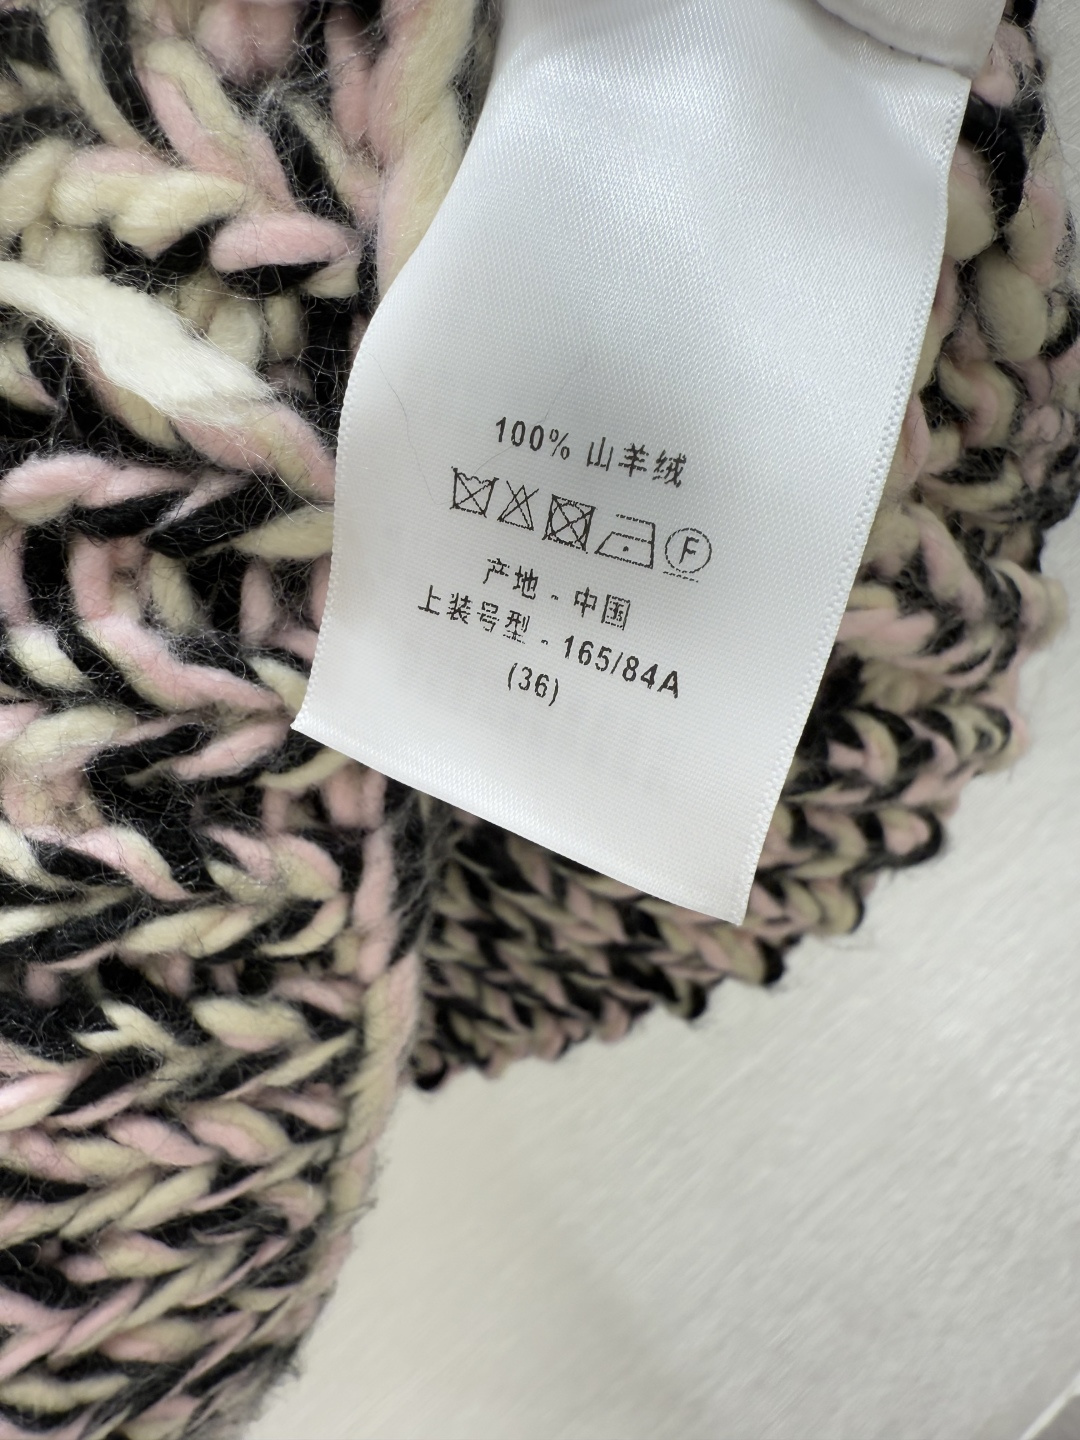 100% 山羊绒
F
产地 - 中国
上装号型 - 165/84A
(36)